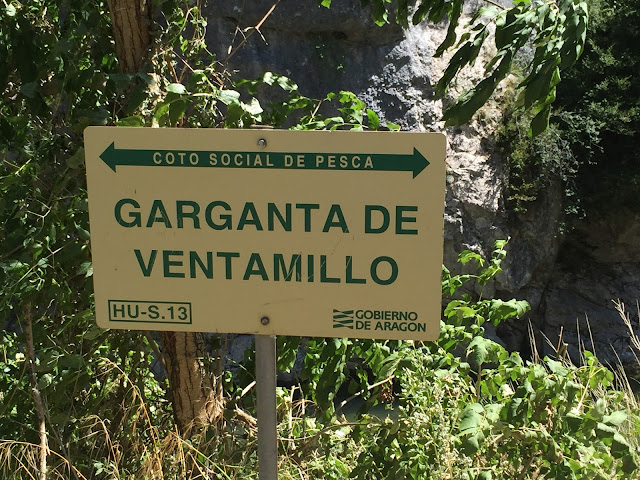 COTO SOCIAL DE PESCA
GARGANTA DE
VENTAMILLO
HU-S.13
GOBIERNO
DE ARAGON